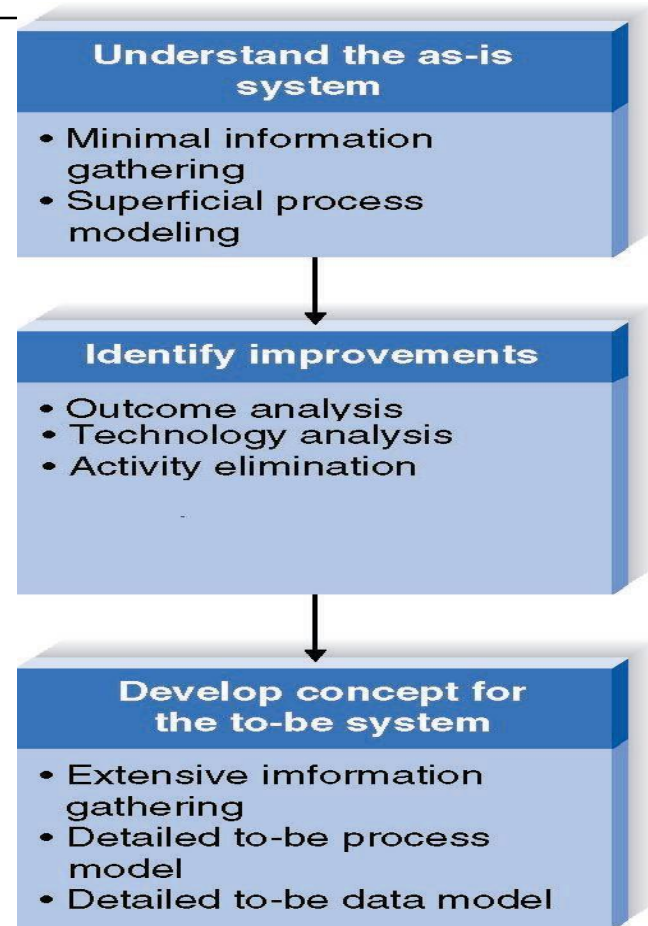 Understand the as-is
system
• Minimal information
gathering
• Superficial process
modeling
Identify improvements
• Outcome analysis
• Technology analysis
• Activity elimination
Develop concept for
the to-be system
• Extensive imformation
gathering
• Detailed to-be process
model
• Detailed to-be data model